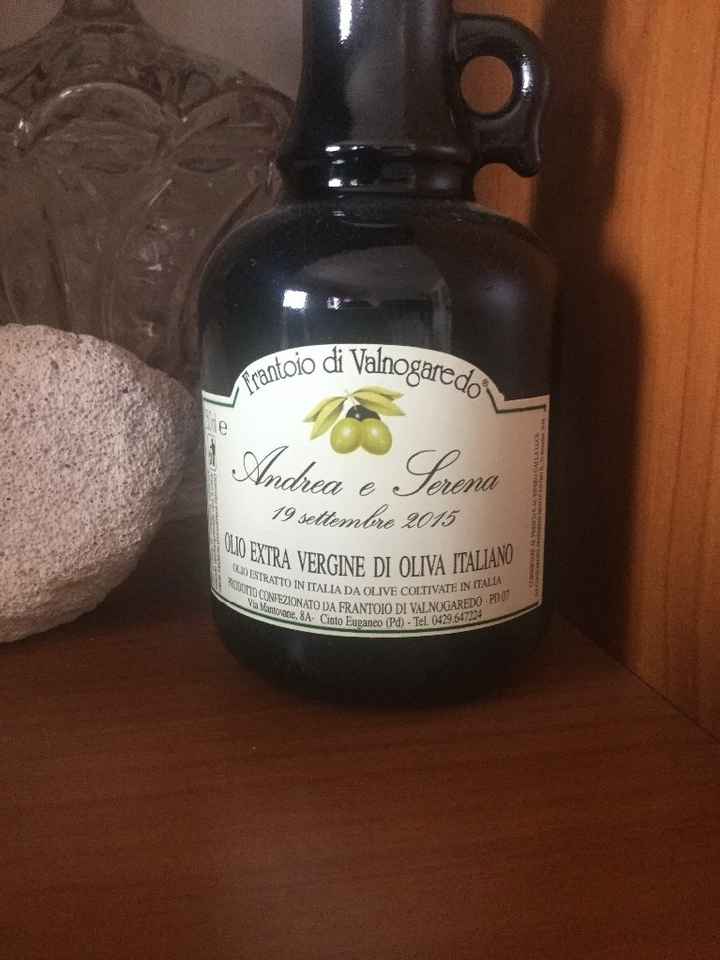 Frantoio di Valnogaredo®
Andrea e Serena
19 settembre 2015
OLIO EXTRA VERGINE DI OLIVA ITALIANO
OLIO ESTRATTO IN ITALIA DA OLIVE COLTIVATE IN ITALIA
PRODOTTO CONFEZIONATO DA FRANTOIO DI VALNOGAREDO - PD 07
Via Mantovane, 8A- Cinto Euganeo (Pd) - Tel. 0429.647224
e